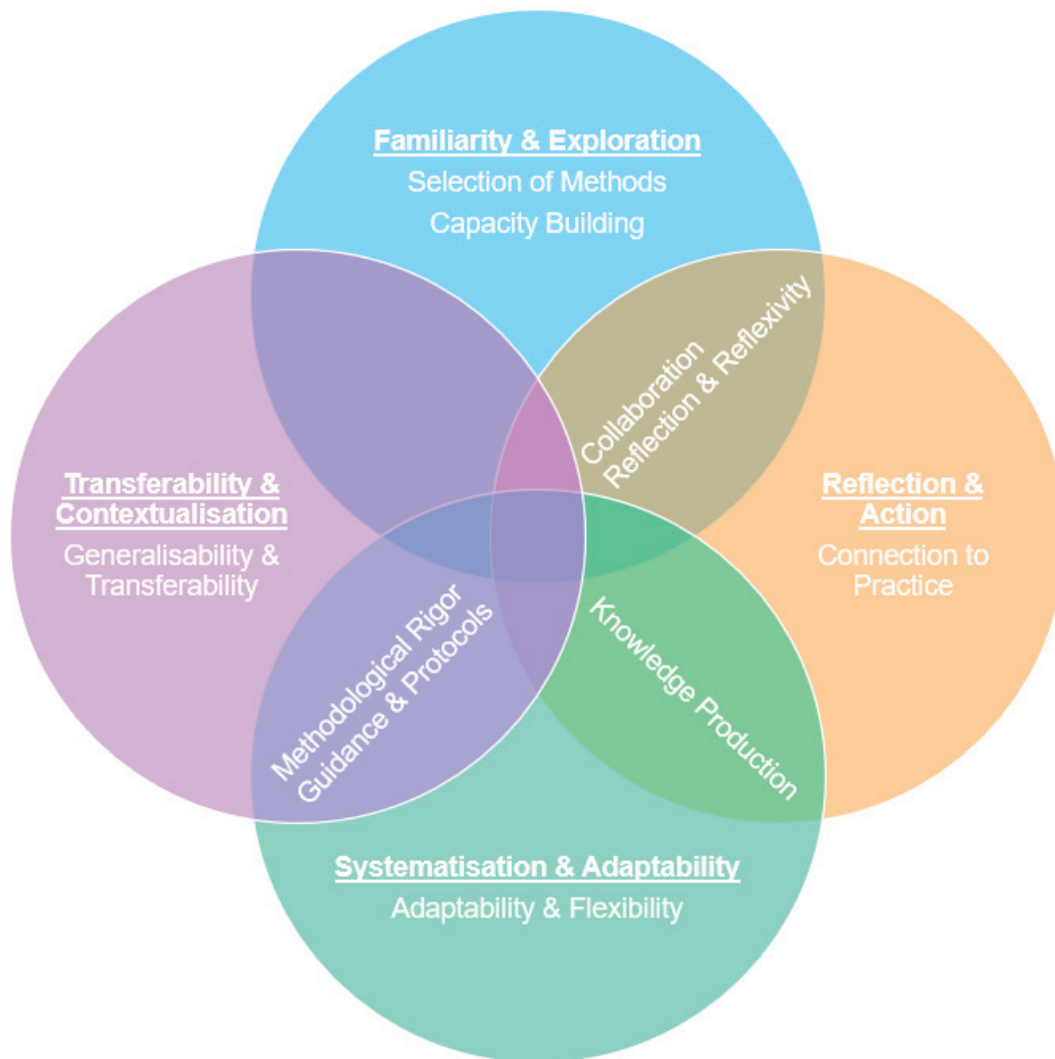 Familiarity & Exploration
Selection of Methods
Capacity Building
Collaboration
Reflection & Reflexivity
Transferability &
Contextualisation
Generalisability &
Transferability
Reflection &
Action
Connection to
Practice
Methodological Rigor
Guidance & Protocols
Knowledge Production
Systematisation & Adaptability
Adaptability & Flexibility